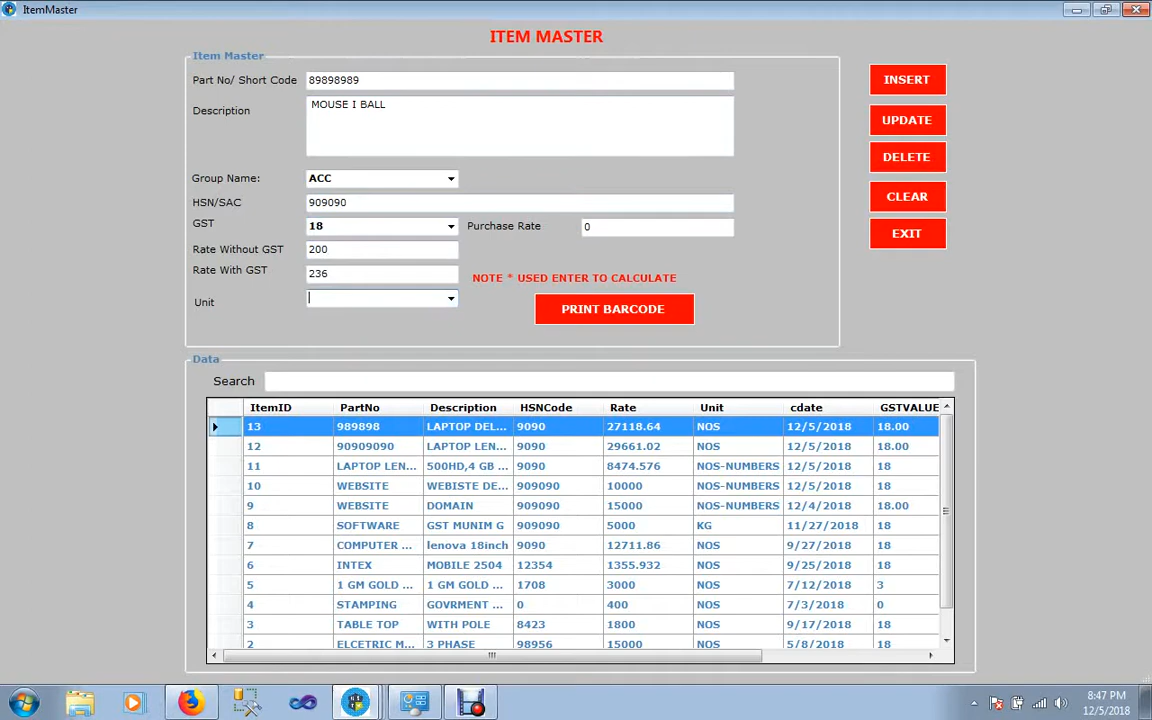 ItemMaster
ITEM MASTER
Item Master
Part No/ Short Code 89898989
Description MOUSE I BALL
Group Name: ACC
HSN/SAC 909090
GST 18 Purchase Rate 0
Rate Without GST 200
Rate With GST 236
NOTE * USED ENTER TO CALCULATE
Unit
PRINT BARCODE
INSERT
UPDATE
DELETE
CLEAR
EXIT
Data
Search
ItemID PartNo Description HSNCode Rate Unit cdate GSTVALUE
13 989898 LAPTOP DEL... 9090 27118.64 NOS 12/5/2018 18.00
12 90909090 LAPTOP LEN... 9090 29661.02 NOS 12/5/2018 18.00
11 LAPTOP LEN... 500HD,4 GB ... 9090 8474.576 NOS-NUMBERS 12/5/2018 18
10 WEBSITE WEBISTE DE... 909090 10000 NOS-NUMBERS 12/5/2018 18
9 WEBSITE DOMAIN 909090 15000 NOS-NUMBERS 12/4/2018 18.00
8 SOFTWARE GST MUNIM G 909090 5000 KG 11/27/2018 18
7 COMPUTER ... lenova 18inch 9090 12711.86 NOS 9/27/2018 18
6 INTEX MOBILE 2504 12354 1355.932 NOS 9/25/2018 18
5 1 GM GOLD ... 1 GM GOLD ... 1708 3000 NOS 7/12/2018 3
4 STAMPING GOVRMENT ... 0 400 NOS 7/3/2018 0
3 TABLE TOP WITH POLE 8423 1800 NOS 9/17/2018 18
2 ELCETRIC M... 3 PHASE 98956 15000 NOS 5/8/2018 18
8:47 PM
12/5/2018